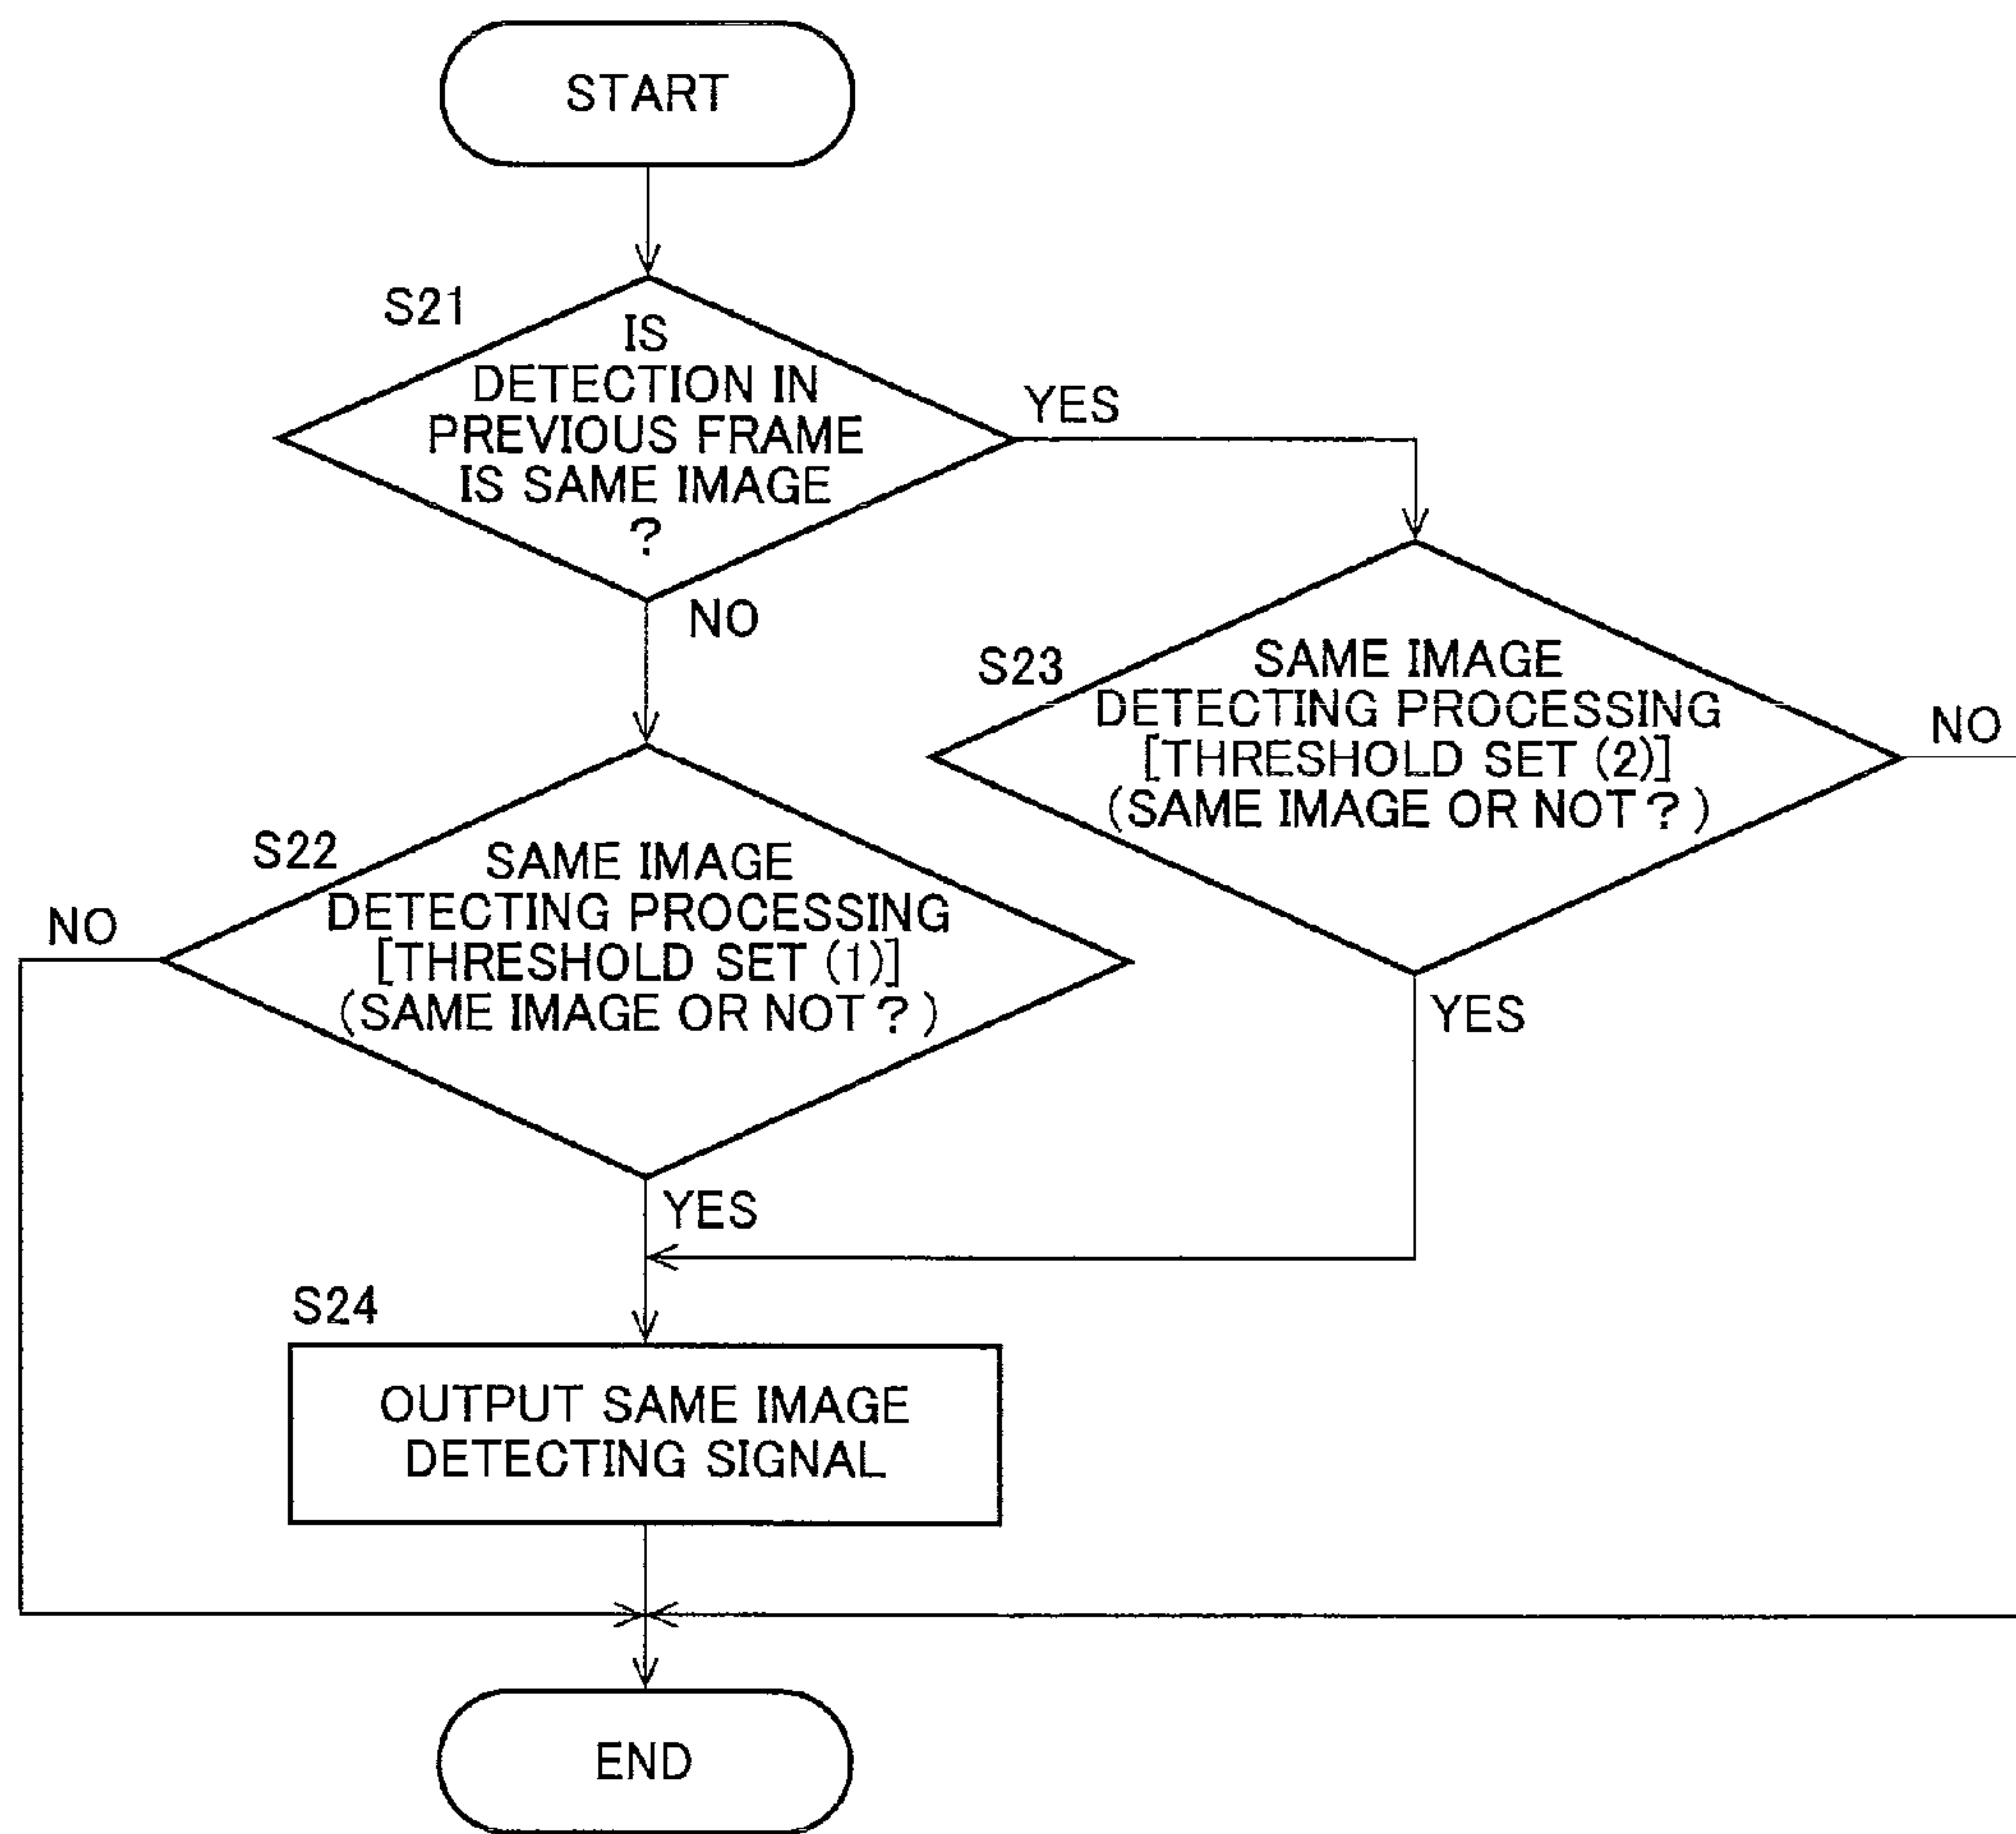 START
S21
IS
DETECTION IN
PREVIOUS FRAME
IS SAME IMAGE
?
YES
NO
S23
SAME IMAGE
DETECTING PROCESSING
[THRESHOLD SET (2)]
(SAME IMAGE OR NOT ? )
NO
YES
S22
SAME IMAGE
DETECTING PROCESSING
[THRESHOLD SET (1)]
(SAME IMAGE OR NOT ? )
NO
YES
S24
OUTPUT SAME IMAGE
DETECTING SIGNAL
END